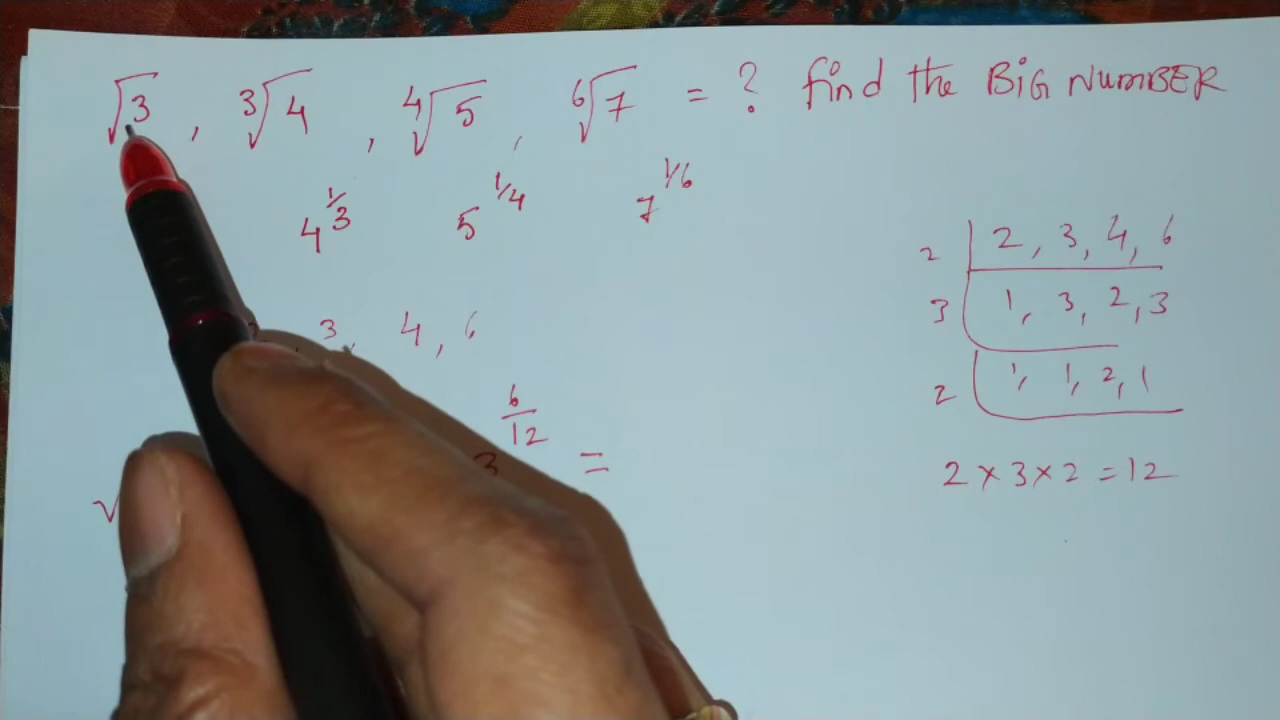 √3 , ³√4 , ⁴√5 , ⁶√7 = ? find the BiG NumBER
4^1/3 5^1/4 7^1/6
3, 4, 6
3^6/12 =
2 | 2, 3, 4, 6
3 | 1, 3, 2, 3
2 | 1, 1, 2, 1
2 × 3 × 2 = 12